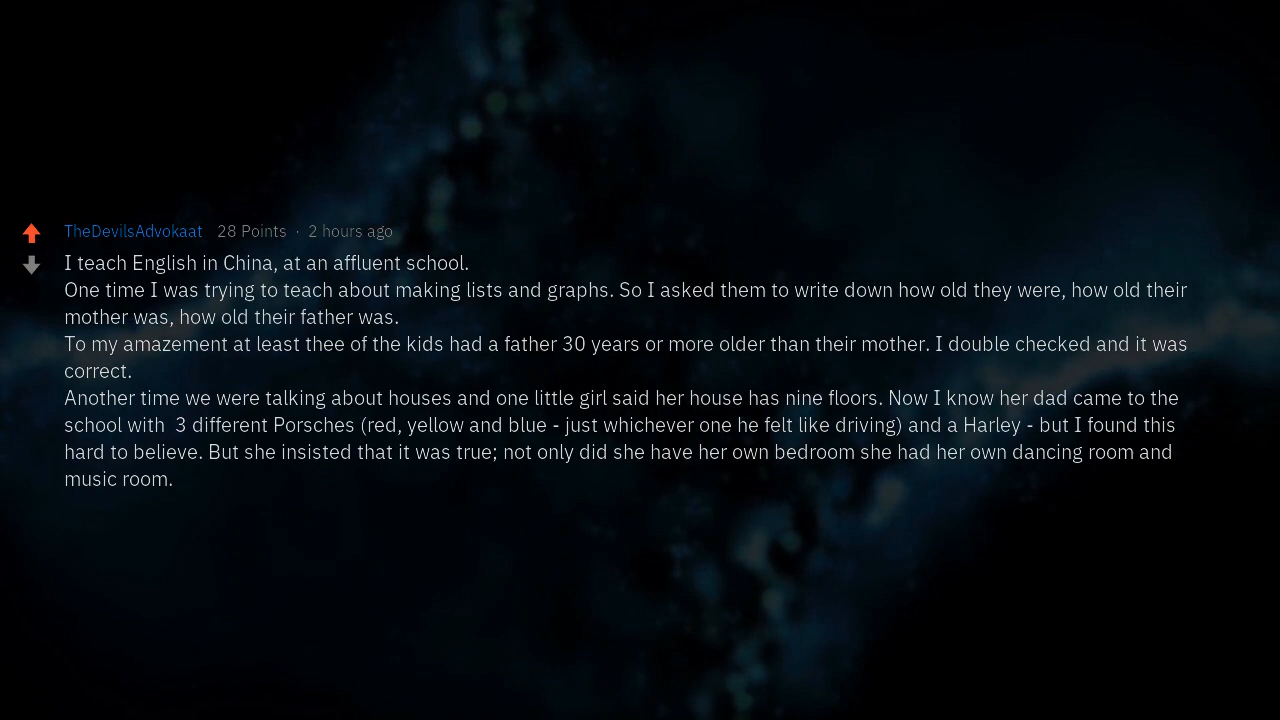 TheDevilsAdvokaat 28 Points · 2 hours ago
I teach English in China, at an affluent school.
One time I was trying to teach about making lists and graphs. So I asked them to write down how old they were, how old their
mother was, how old their father was.
To my amazement at least thee of the kids had a father 30 years or more older than their mother. I double checked and it was
correct.
Another time we were talking about houses and one little girl said her house has nine floors. Now I know her dad came to the
school with  3 different Porsches (red, yellow and blue - just whichever one he felt like driving) and a Harley - but I found this
hard to believe. But she insisted that it was true; not only did she have her own bedroom she had her own dancing room and
music room.